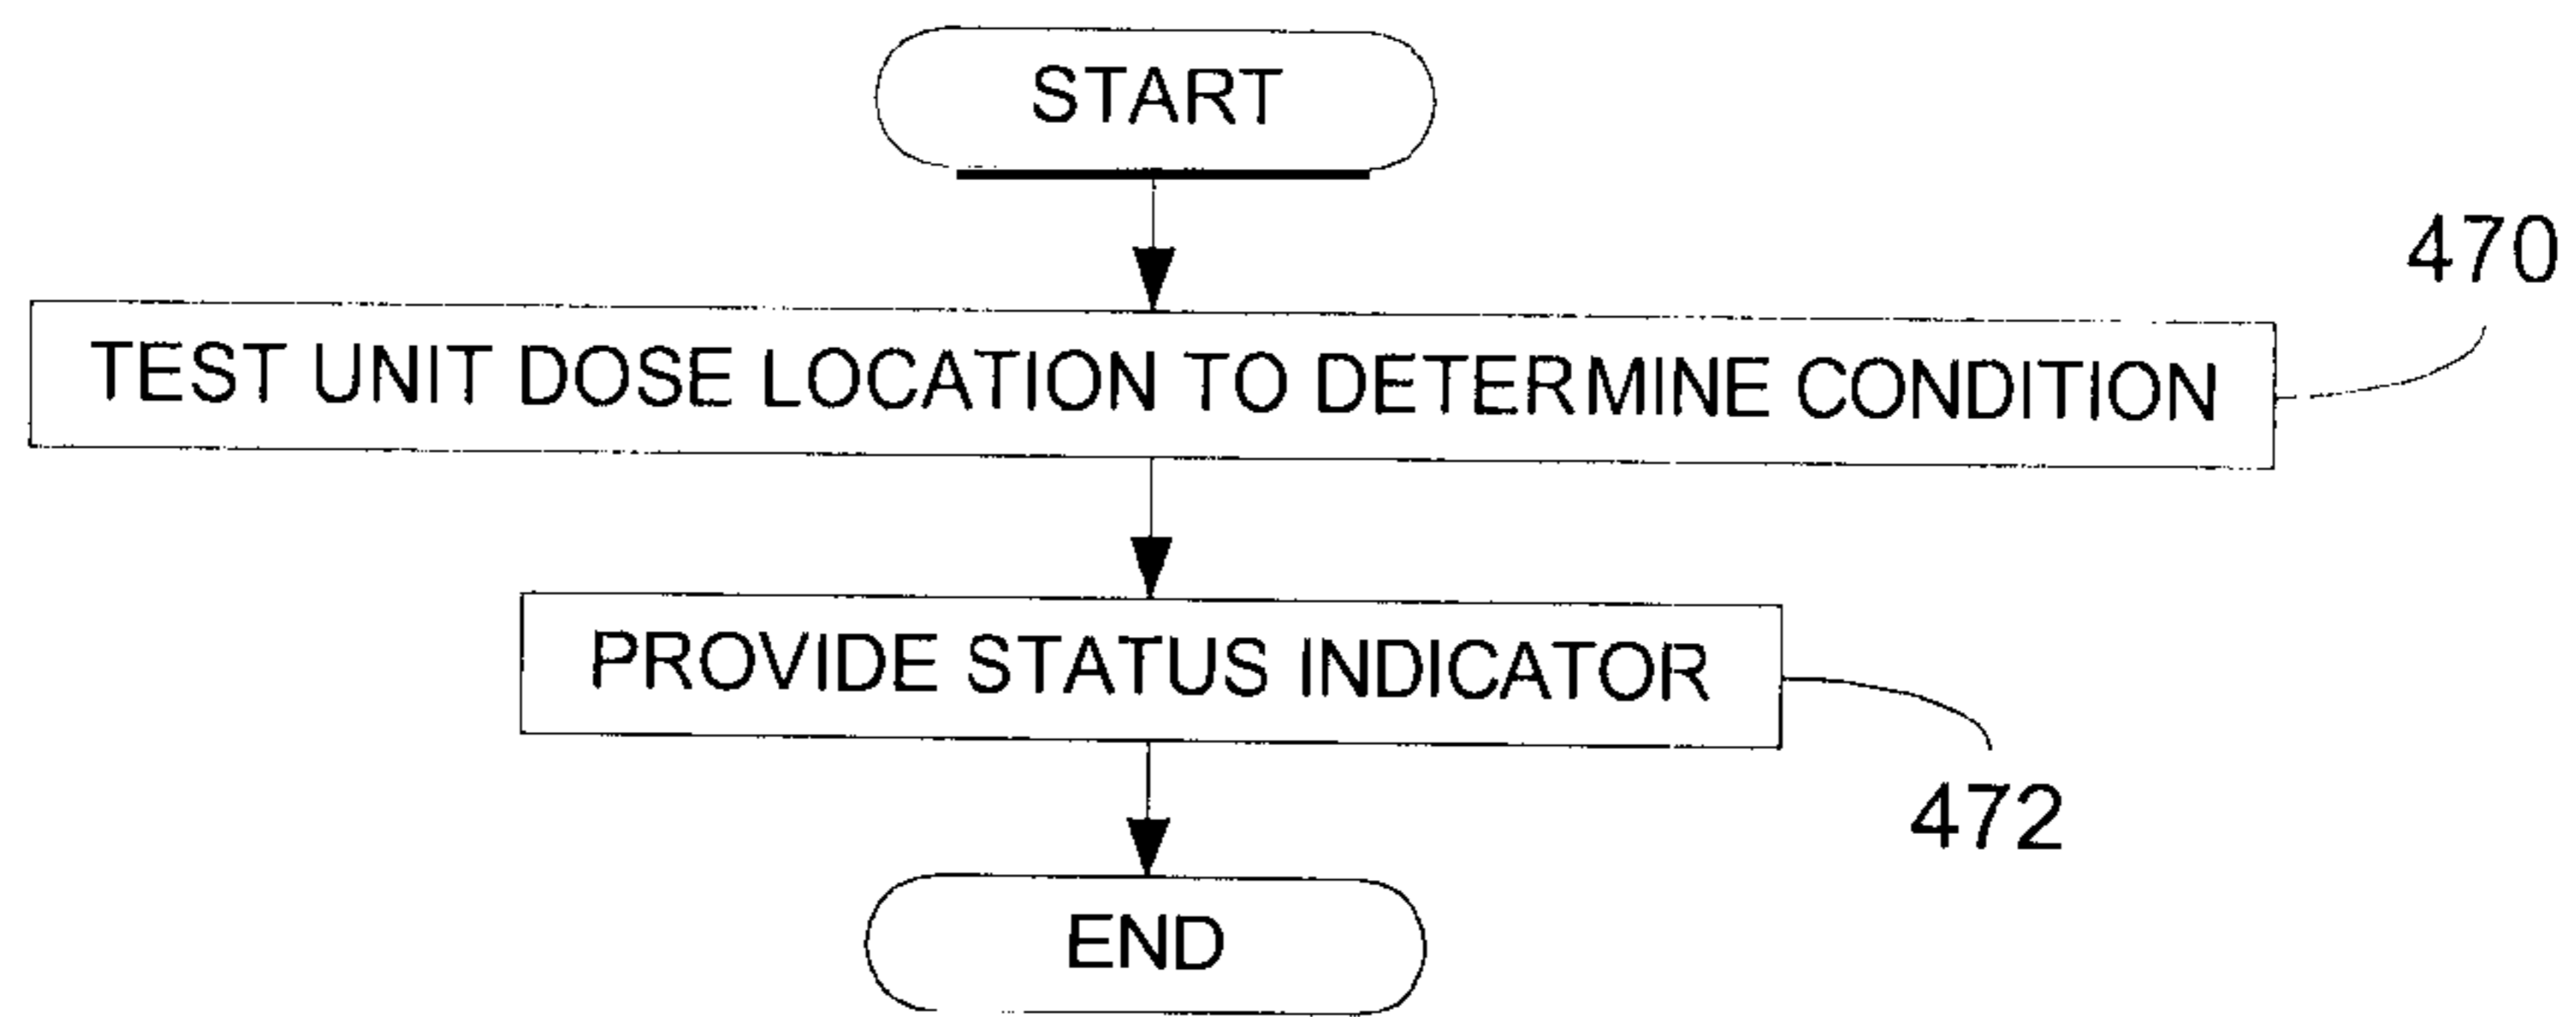 START
470
TEST UNIT DOSE LOCATION TO DETERMINE CONDITION
PROVIDE STATUS INDICATOR
472
END